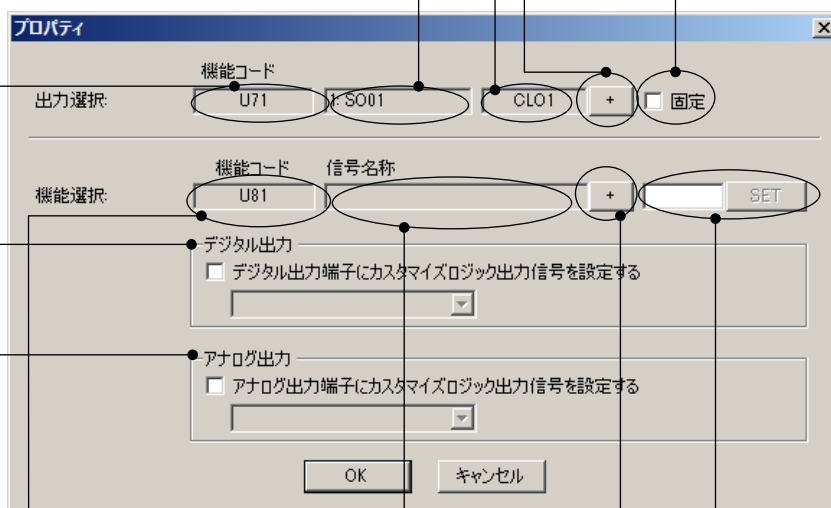 プロパティ
機能コード
出力選択: U71 1: SO01 CLO1 + 固定
機能コード 信号名称
機能選択: U81 + SET
デジタル出力
デジタル出力端子にカスタマイズロジック出力信号を設定する
アナログ出力
アナログ出力端子にカスタマイズロジック出力信号を設定する
OK キャンセル